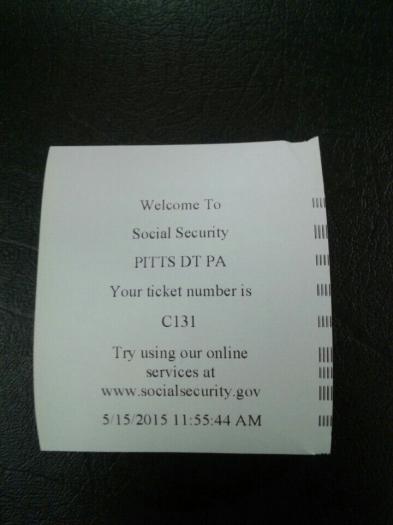 Welcome To
Social Security
PITTS DT PA
Your ticket number is
C131
Try using our online
services at
www.socialsecurity.gov
5/15/2015 11:55:44 AM